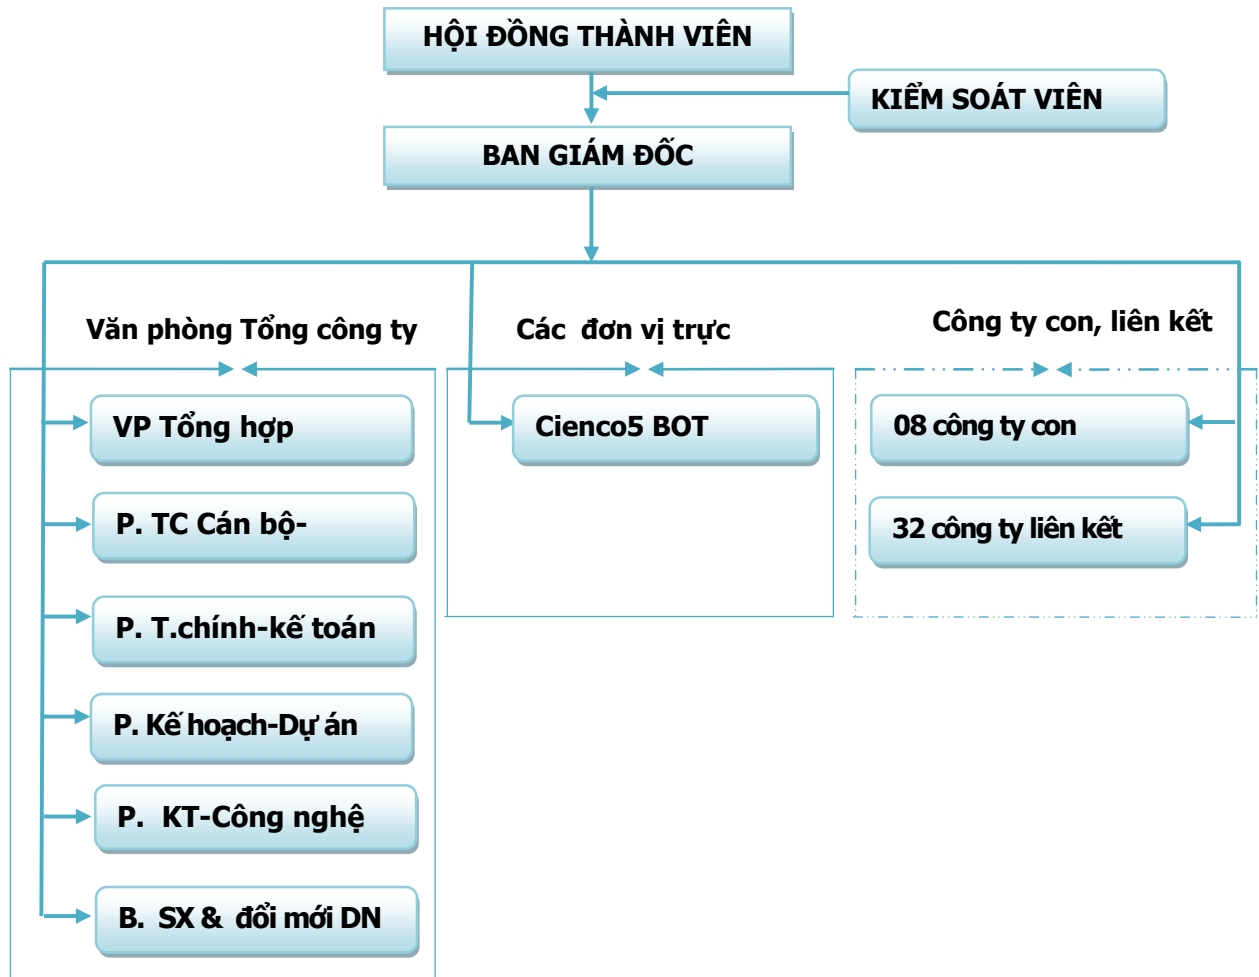 HỘI ĐỒNG THÀNH VIÊN
KIỂM SOÁT VIÊN
BAN GIÁM ĐỐC
Văn phòng Tổng công ty
Các đơn vị trực
Công ty con, liên kết
VP Tổng hợp
Cienco5 BOT
08 công ty con
P. TC Cán bộ-
32 công ty liên kết
P. T.chính-kế toán
P. Kế hoạch-Dự án
P. KT-Công nghệ
B. SX & đổi mới DN